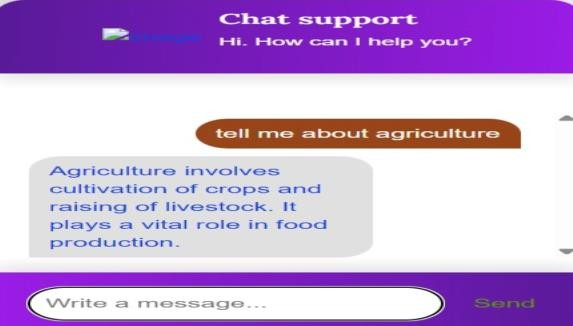 Chat support
Hi. How can I help you?
tell me about agriculture
Agriculture involves
cultivation of crops and
raising of livestock. It
plays a vital role in food
production.
Write a message...
Send